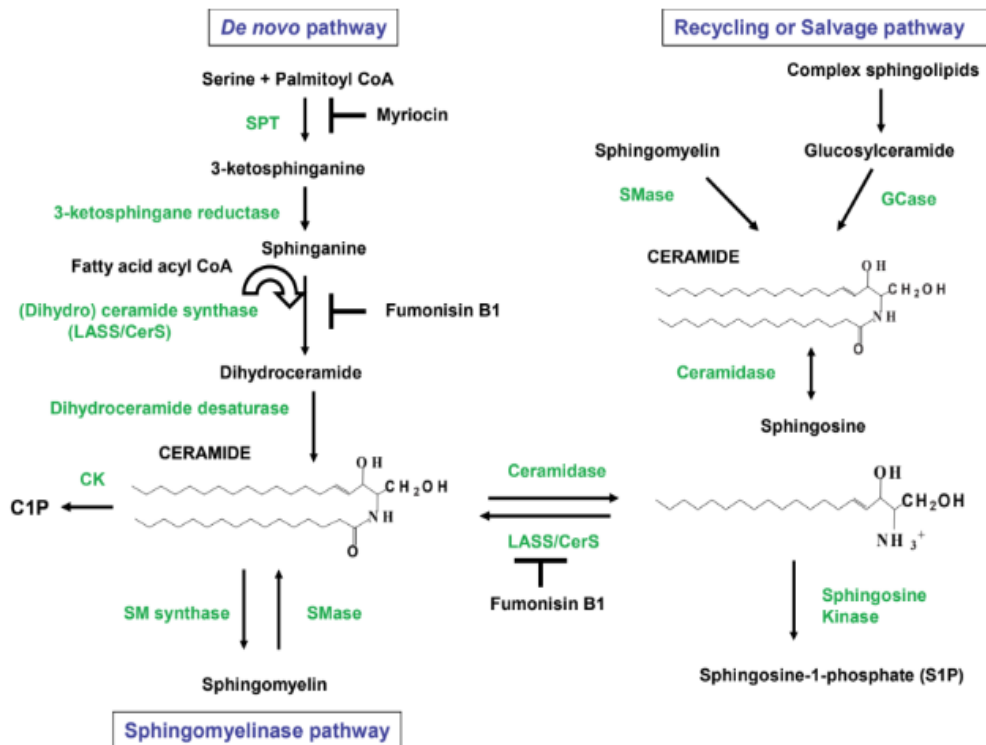 De novo pathway
Serine + Palmitoyl CoA
SPT
Myriocin
3-ketosphinganine
3-ketosphingane reductase
Sphinganine
Fatty acid acyl CoA
(Dihydro) ceramide synthase
(LASS/CerS)
Fumonisin B1
Dihydroceramide
Dihydroceramide desaturase
CERAMIDE
OH
CH2OH
N H
O
CK
C1P
SM synthase
SMase
Sphingomyelin
Sphingomyelinase pathway
Ceramidase
LASS/CerS
Fumonisin B1
Recycling or Salvage pathway
Complex sphingolipids
Sphingomyelin
Glucosylceramide
SMase
GCase
CERAMIDE
OH
CH2OH
N H
O
Ceramidase
Sphingosine
OH
CH2OH
NH3+
Sphingosine
Kinase
Sphingosine-1-phosphate (S1P)